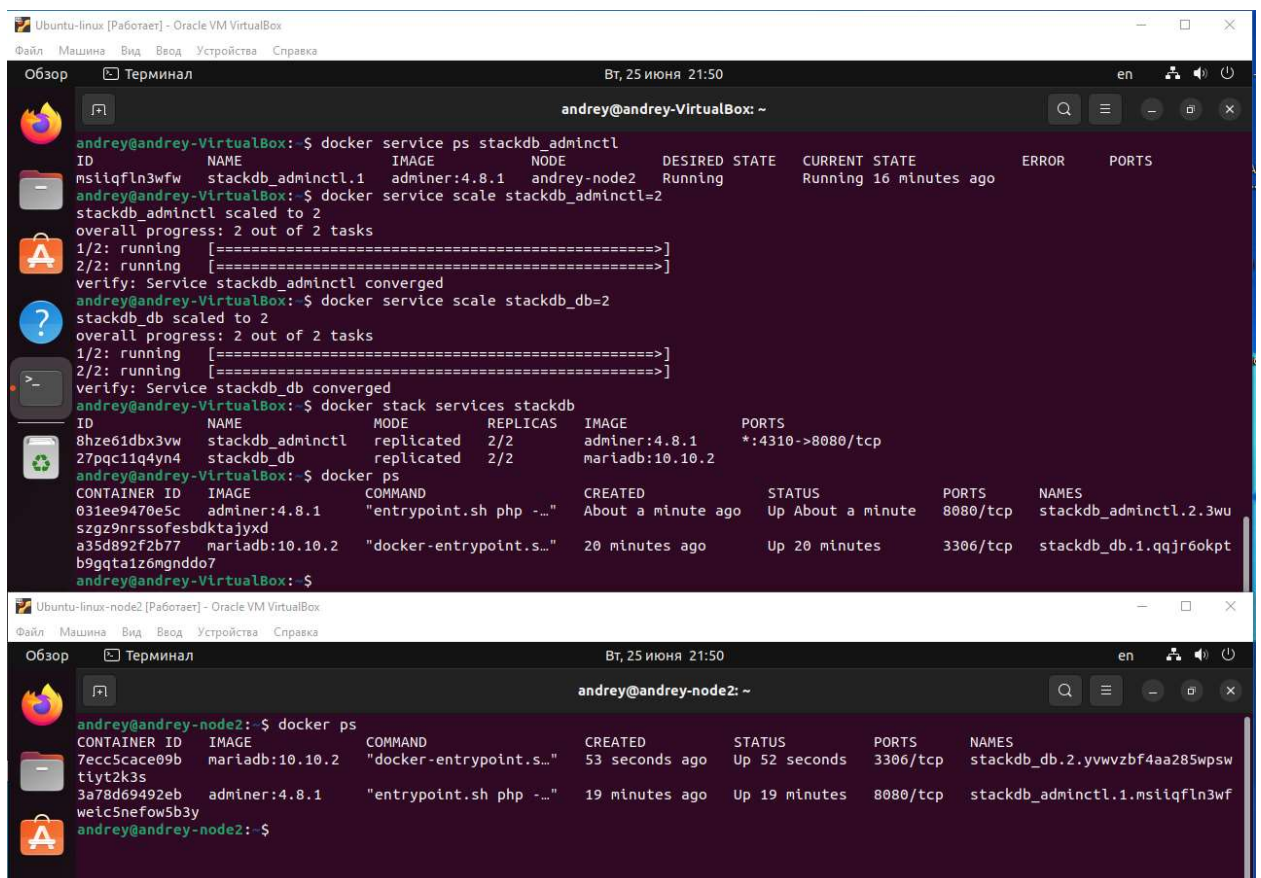 Ubuntu-linux [Работает] - Oracle VM VirtualBox
Файл Машина Вид Ввод Устройства Справка
Обзор Терминал Вт, 25 июня 21:50 en
andrey@andrey-VirtualBox: ~
andrey@andrey-VirtualBox:~$ docker service ps stackdb_adminctl
ID NAME IMAGE NODE DESIRED STATE CURRENT STATE ERROR PORTS
msiiqfln3wfw stackdb_adminctl.1 adminer:4.8.1 andrey-node2 Running Running 16 minutes ago
andrey@andrey-VirtualBox:~$ docker service scale stackdb_adminctl=2
stackdb_adminctl scaled to 2
overall progress: 2 out of 2 tasks
1/2: running [==================================================>]
2/2: running [==================================================>]
verify: Service stackdb_adminctl converged
andrey@andrey-VirtualBox:~$ docker service scale stackdb_db=2
stackdb_db scaled to 2
overall progress: 2 out of 2 tasks
1/2: running [==================================================>]
2/2: running [==================================================>]
verify: Service stackdb_db converged
andrey@andrey-VirtualBox:~$ docker stack services stackdb
ID NAME MODE REPLICAS IMAGE PORTS
8hze61dbx3vw stackdb_adminctl replicated 2/2 adminer:4.8.1 *:4310->8080/tcp
27pqc11q4yn4 stackdb_db replicated 2/2 mariadb:10.10.2
andrey@andrey-VirtualBox:~$ docker ps
CONTAINER ID IMAGE COMMAND CREATED STATUS PORTS NAMES
031ee9470e5c adminer:4.8.1 "entrypoint.sh php -…" About a minute ago Up About a minute 8080/tcp stackdb_adminctl.2.3wu
szgz9nrssofesbdktajyxd
a35d892f2b77 mariadb:10.10.2 "docker-entrypoint.s…" 20 minutes ago Up 20 minutes 3306/tcp stackdb_db.1.qqjr6okpt
b9gqta1z6mgnddo7
andrey@andrey-VirtualBox:~$
Ubuntu-linux-node2 [Работает] - Oracle VM VirtualBox
Файл Машина Вид Ввод Устройства Справка
Обзор Терминал Вт, 25 июня 21:50 en
andrey@andrey-node2: ~
andrey@andrey-node2:~$ docker ps
CONTAINER ID IMAGE COMMAND CREATED STATUS PORTS NAMES
7ecc5cace09b mariadb:10.10.2 "docker-entrypoint.s…" 53 seconds ago Up 52 seconds 3306/tcp stackdb_db.2.yvwvzbf4aa285wpsw
tiyt2k3s
3a78d69492eb adminer:4.8.1 "entrypoint.sh php -…" 19 minutes ago Up 19 minutes 8080/tcp stackdb_adminctl.1.msiiqfln3wf
weic5nefow5b3y
andrey@andrey-node2:~$